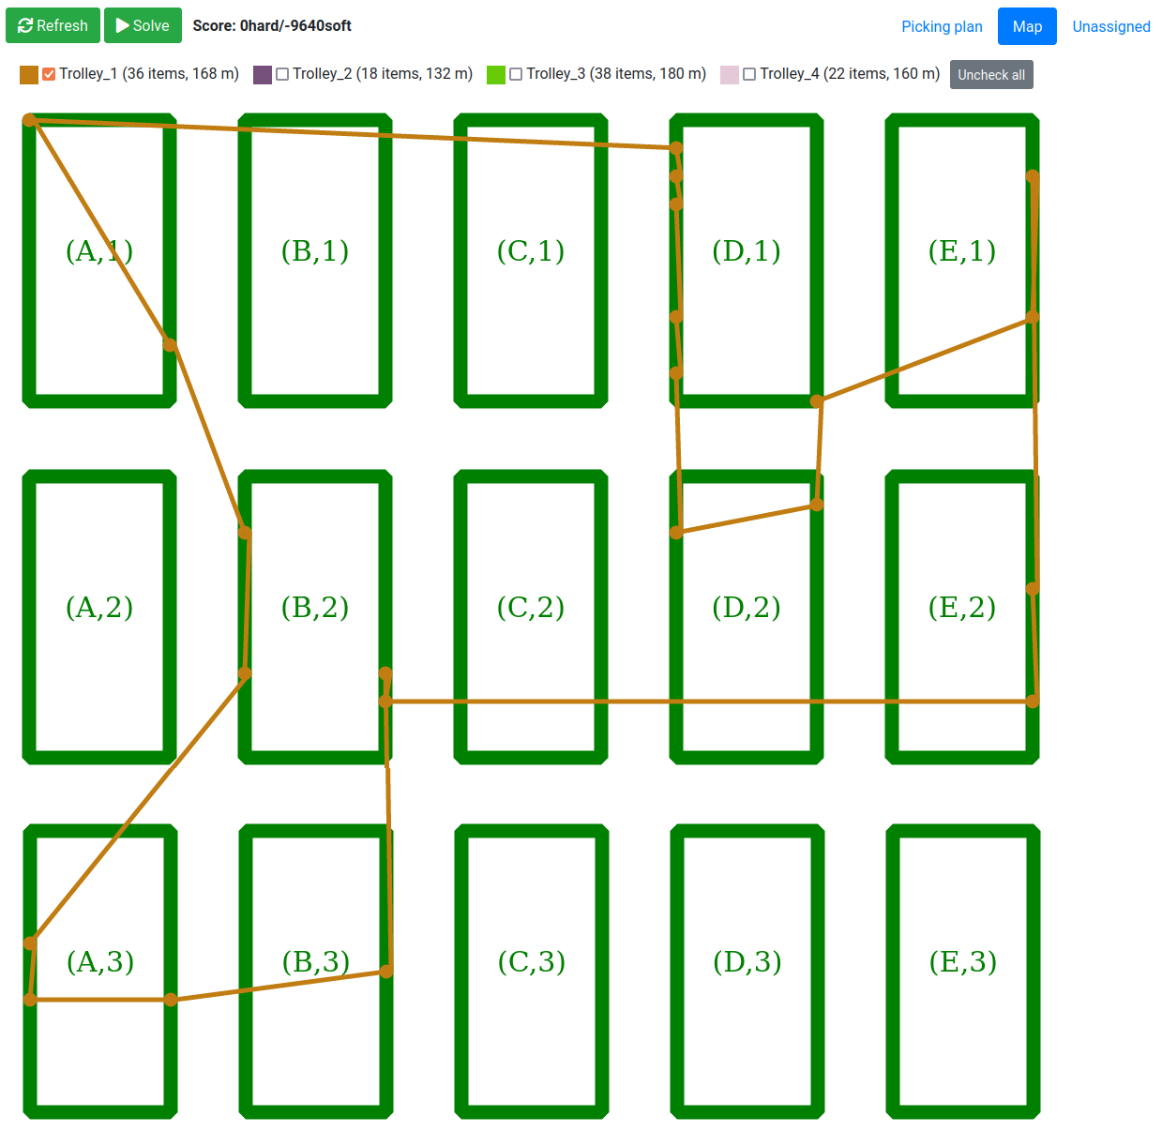 Refresh Solve Score: 0hard/-9640soft Picking plan Map Unassigned
Trolley_1 (36 items, 168 m) Trolley_2 (18 items, 132 m) Trolley_3 (38 items, 180 m) Trolley_4 (22 items, 160 m) Uncheck all
(A,1) (B,1) (C,1) (D,1) (E,1)
(A,2) (B,2) (C,2) (D,2) (E,2)
(A,3) (B,3) (C,3) (D,3) (E,3)